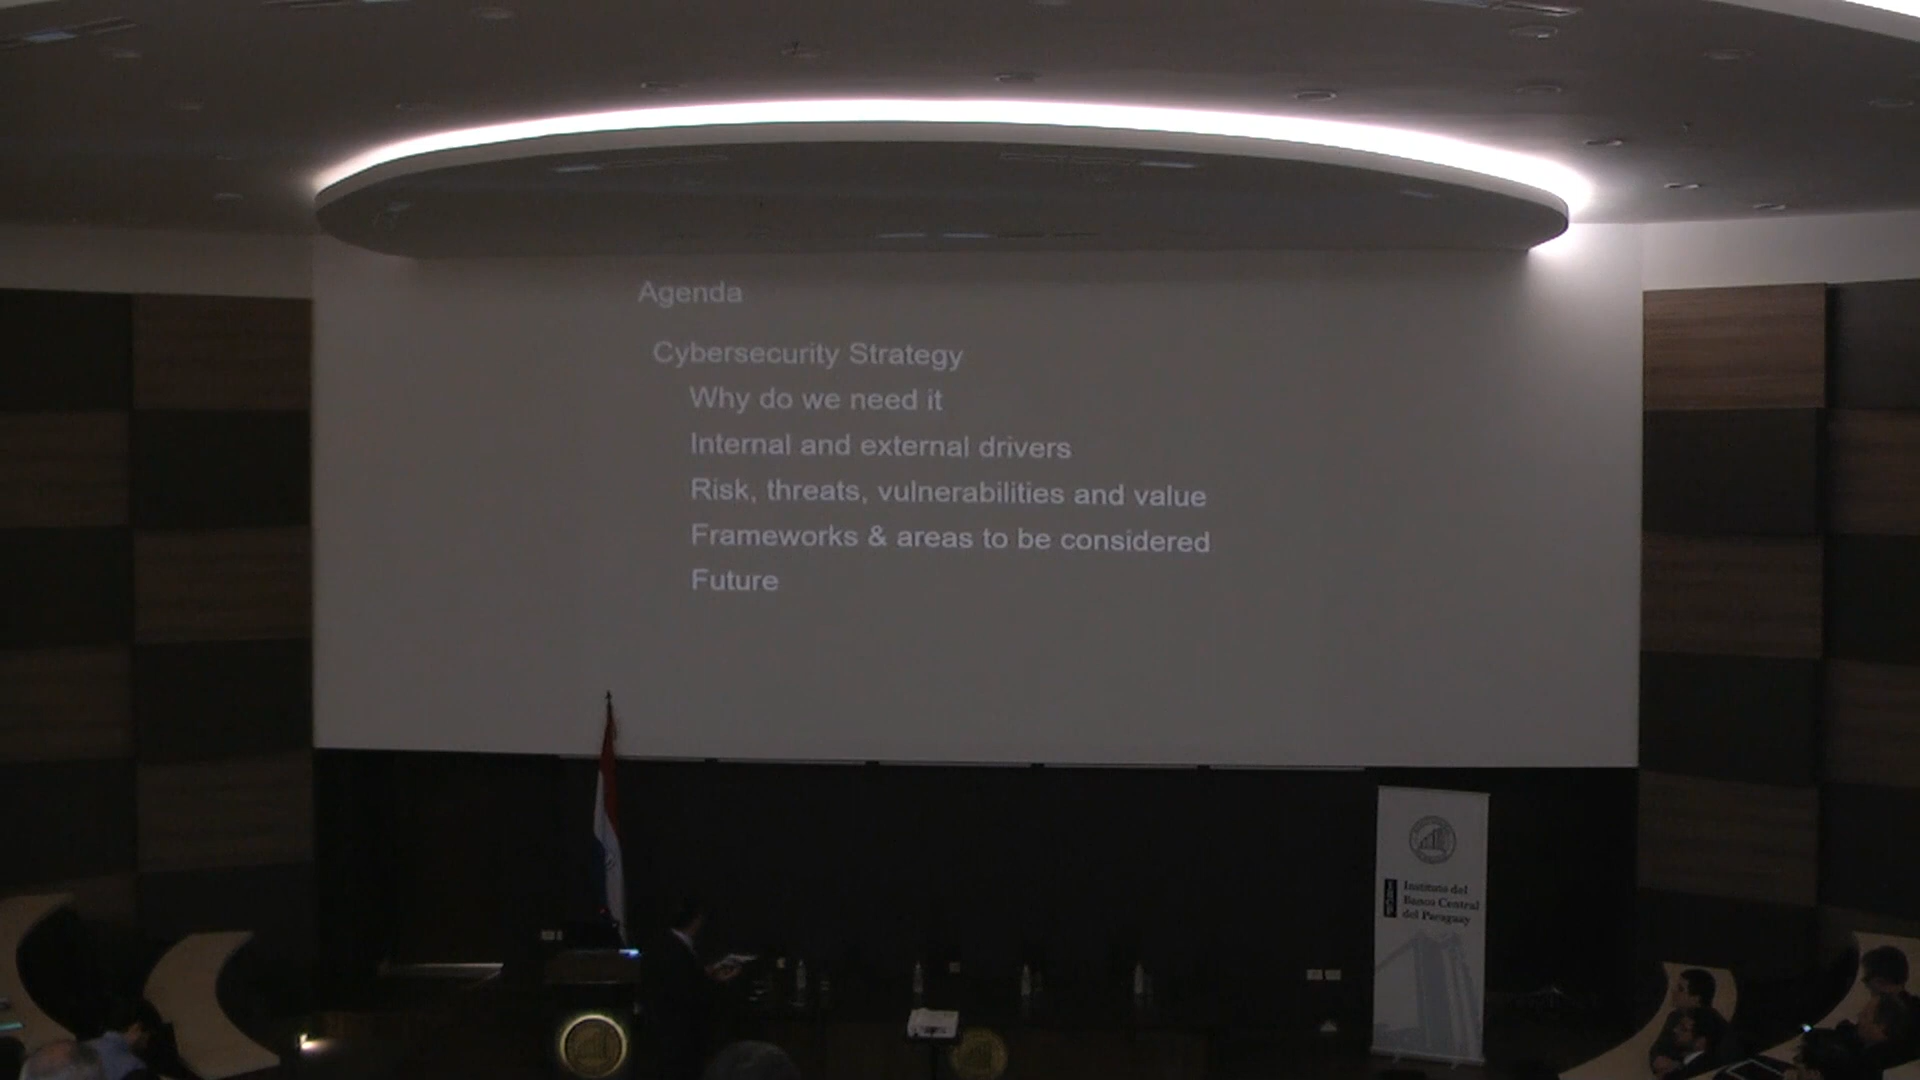 Agenda
Cybersecurity Strategy
Why do we need it
Internal and external drivers
Risk, threats, vulnerabilities and value
Frameworks & areas to be considered
Future
Instituto del
Banco Central
del Paraguay